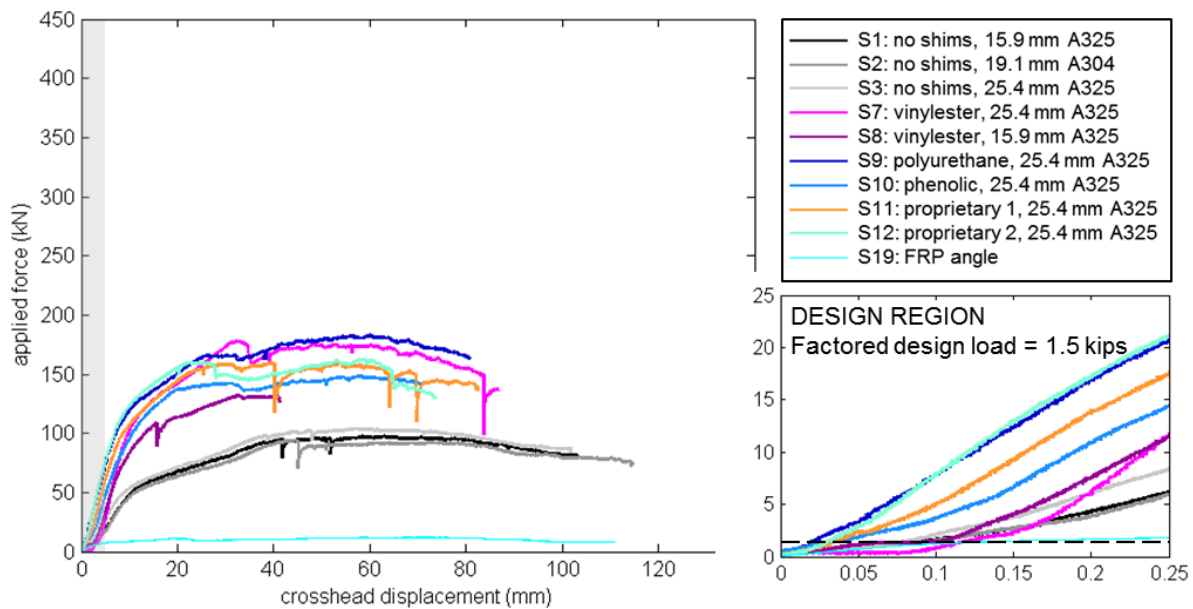 450
400
350
300
250
200
150
100
50
0
applied force (kN)
0 20 40 60 80 100 120
crosshead displacement (mm)
S1: no shims, 15.9 mm A325
S2: no shims, 19.1 mm A304
S3: no shims, 25.4 mm A325
S7: vinylester, 25.4 mm A325
S8: vinylester, 15.9 mm A325
S9: polyurethane, 25.4 mm A325
S10: phenolic, 25.4 mm A325
S11: proprietary 1, 25.4 mm A325
S12: proprietary 2, 25.4 mm A325
S19: FRP angle
DESIGN REGION
Factored design load = 1.5 kips
25
20
15
10
5
0
0 0.05 0.1 0.15 0.2 0.25